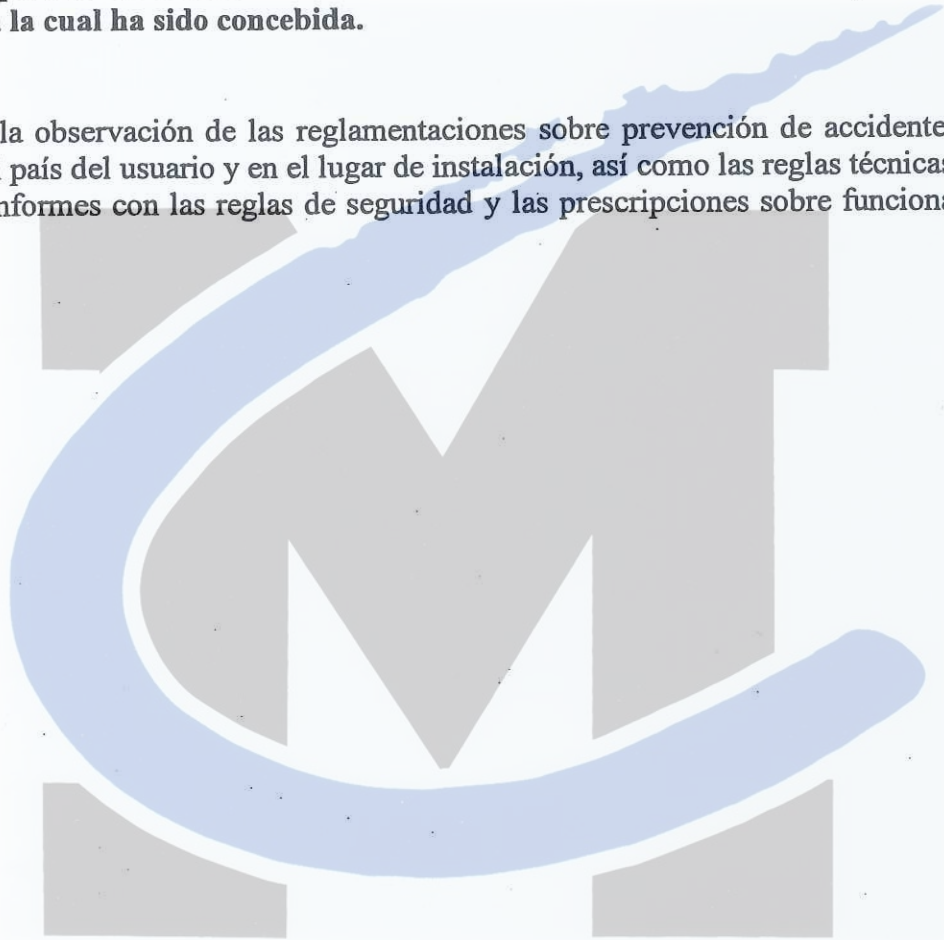 la cual ha sido concebida.
la observación de las reglamentaciones sobre prevención de accidente
país del usuario y en el lugar de instalación, así como las reglas técnicas
nformes con las reglas de seguridad y las prescripciones sobre funciona